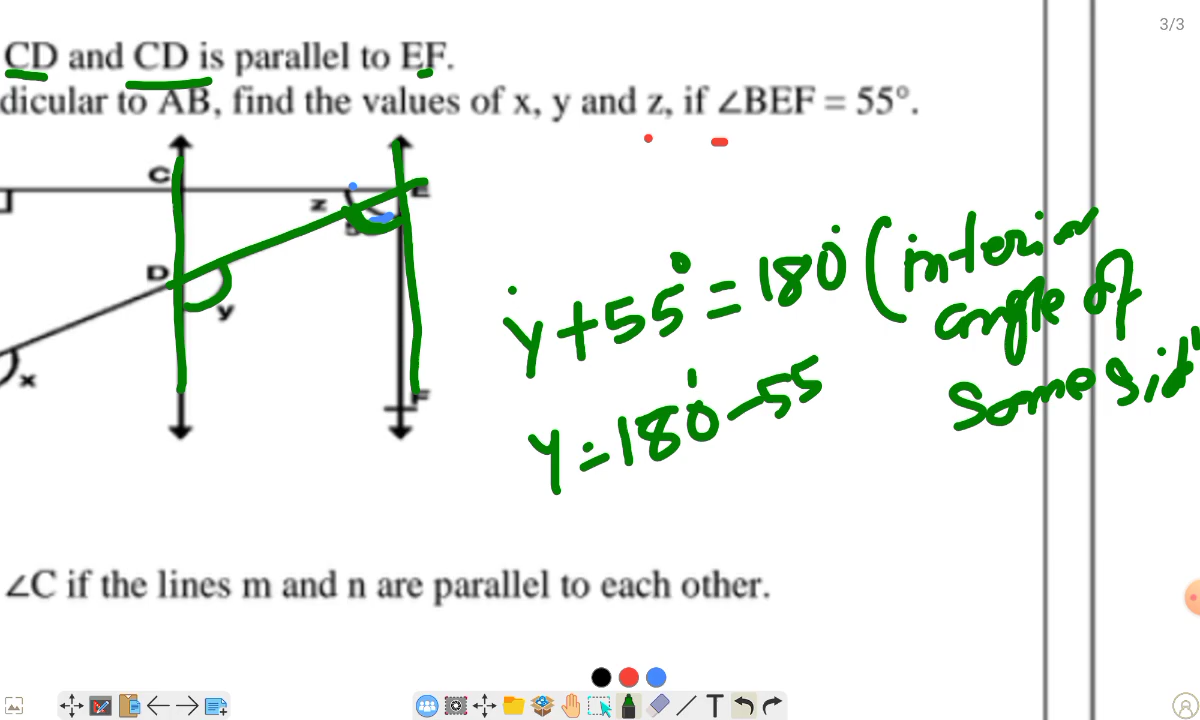 3/3
CD and CD is parallel to EF.
dicular to AB, find the values of x, y and z, if ∠BEF = 55°.
C
E
z
D
y
x
F
y + 55° = 180° (interior
angle of
same sid
y = 180° - 55
∠C if the lines m and n are parallel to each other.
T